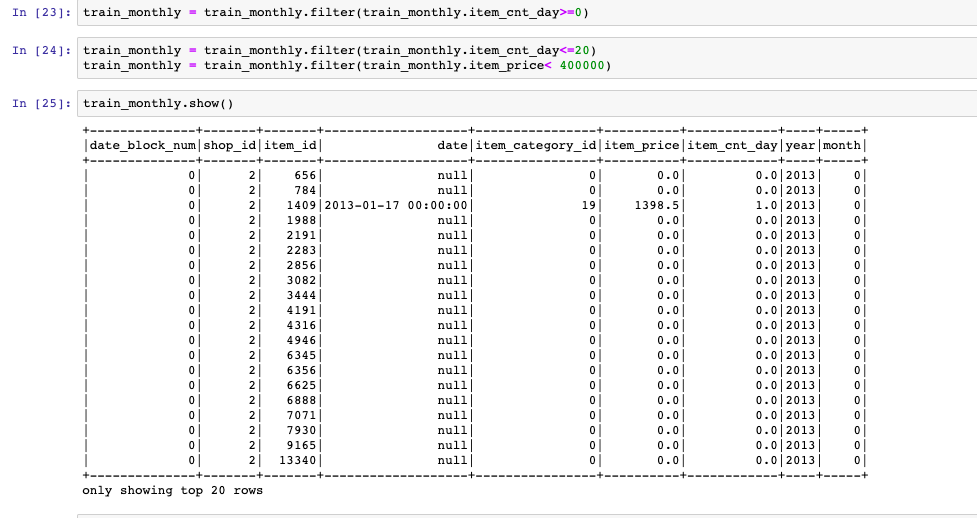 In [23]: train_monthly = train_monthly.filter(train_monthly.item_cnt_day>=0)
In [24]: train_monthly = train_monthly.filter(train_monthly.item_cnt_day<=20)
train_monthly = train_monthly.filter(train_monthly.item_price< 400000)
In [25]: train_monthly.show()
+--------------+-------+-------+-------------------+----------------+----------+------------+----+-----+
|date_block_num|shop_id|item_id|               date|item_category_id|item_price|item_cnt_day|year|month|
+--------------+-------+-------+-------------------+----------------+----------+------------+----+-----+
|             0|      2|    656|               null|               0|       0.0|         0.0|2013|    0|
|             0|      2|    784|               null|               0|       0.0|         0.0|2013|    0|
|             0|      2|   1409|2013-01-17 00:00:00|              19|    1398.5|         1.0|2013|    0|
|             0|      2|   1988|               null|               0|       0.0|         0.0|2013|    0|
|             0|      2|   2191|               null|               0|       0.0|         0.0|2013|    0|
|             0|      2|   2283|               null|               0|       0.0|         0.0|2013|    0|
|             0|      2|   2856|               null|               0|       0.0|         0.0|2013|    0|
|             0|      2|   3082|               null|               0|       0.0|         0.0|2013|    0|
|             0|      2|   3444|               null|               0|       0.0|         0.0|2013|    0|
|             0|      2|   4191|               null|               0|       0.0|         0.0|2013|    0|
|             0|      2|   4316|               null|               0|       0.0|         0.0|2013|    0|
|             0|      2|   4946|               null|               0|       0.0|         0.0|2013|    0|
|             0|      2|   6345|               null|               0|       0.0|         0.0|2013|    0|
|             0|      2|   6356|               null|               0|       0.0|         0.0|2013|    0|
|             0|      2|   6625|               null|               0|       0.0|         0.0|2013|    0|
|             0|      2|   6888|               null|               0|       0.0|         0.0|2013|    0|
|             0|      2|   7071|               null|               0|       0.0|         0.0|2013|    0|
|             0|      2|   7930|               null|               0|       0.0|         0.0|2013|    0|
|             0|      2|   9165|               null|               0|       0.0|         0.0|2013|    0|
|             0|      2|  13340|               null|               0|       0.0|         0.0|2013|    0|
+--------------+-------+-------+-------------------+----------------+----------+------------+----+-----+
only showing top 20 rows